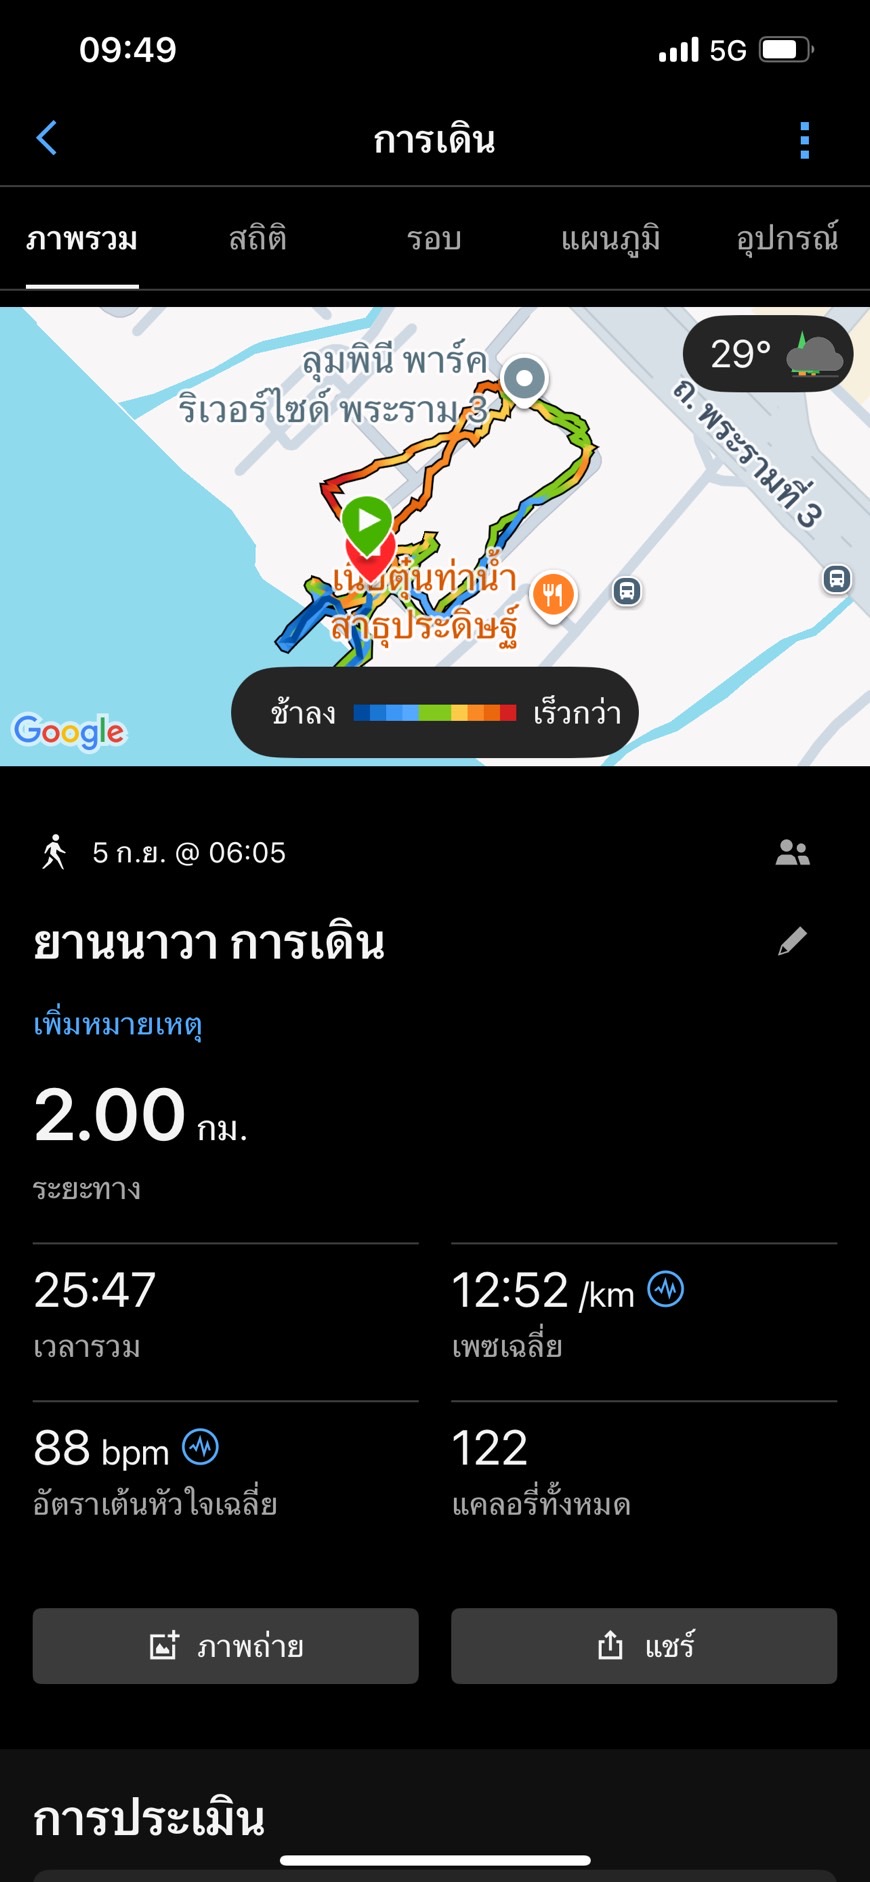 09:49
5G
การเดิน
ภาพรวม
สถิติ
รอบ
แผนภูมิ
อุปกรณ์
29°
ลุมพินี พาร์ค
ริเวอร์ไซด์ พระราม 3
ถ. พระรามที่ 3
เนื้อตุ๋นท่าน้ำ
สาธุประดิษฐ์
ช้าลง
เร็วกว่า
Google
5 ก.ย. @ 06:05
ยานนาวา การเดิน
เพิ่มหมายเหตุ
2.00 กม.
ระยะทาง
25:47
เวลารวม
12:52 /km
เพซเฉลี่ย
88 bpm
อัตราเต้นหัวใจเฉลี่ย
122
แคลอรี่ทั้งหมด
ภาพถ่าย
แชร์
การประเมิน